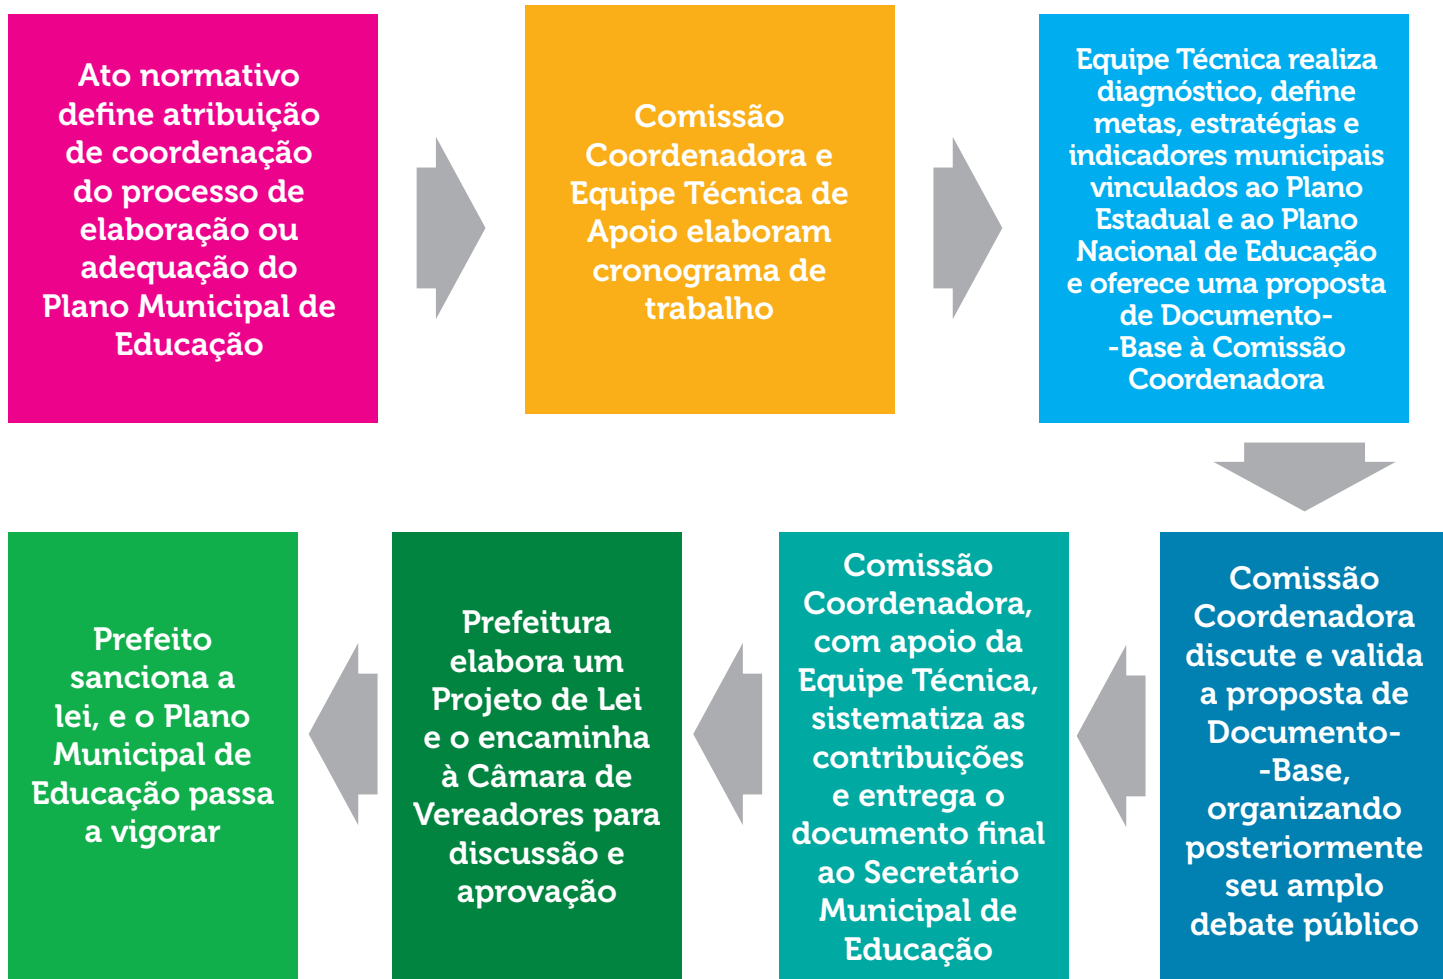 Ato normativo
define atribuição
de coordenação
do processo de
elaboração ou
adequação do
Plano Municipal de
Educação
Comissão
Coordenadora e
Equipe Técnica de
Apoio elaboram
cronograma de
trabalho
Equipe Técnica realiza
diagnóstico, define
metas, estratégias e
indicadores municipais
vinculados ao Plano
Estadual e ao Plano
Nacional de Educação
e oferece uma proposta
de Documento-
-Base à Comissão
Coordenadora
Comissão
Coordenadora
discute e valida
a proposta de
Documento-
-Base,
organizando
posteriormente
seu amplo
debate público
Comissão
Coordenadora,
com apoio da
Equipe Técnica,
sistematiza as
contribuições
e entrega o
documento final
ao Secretário
Municipal de
Educação
Prefeitura
elabora um
Projeto de Lei
e o encaminha
à Câmara de
Vereadores para
discussão e
aprovação
Prefeito
sanciona a
lei, e o Plano
Municipal de
Educação passa
a vigorar